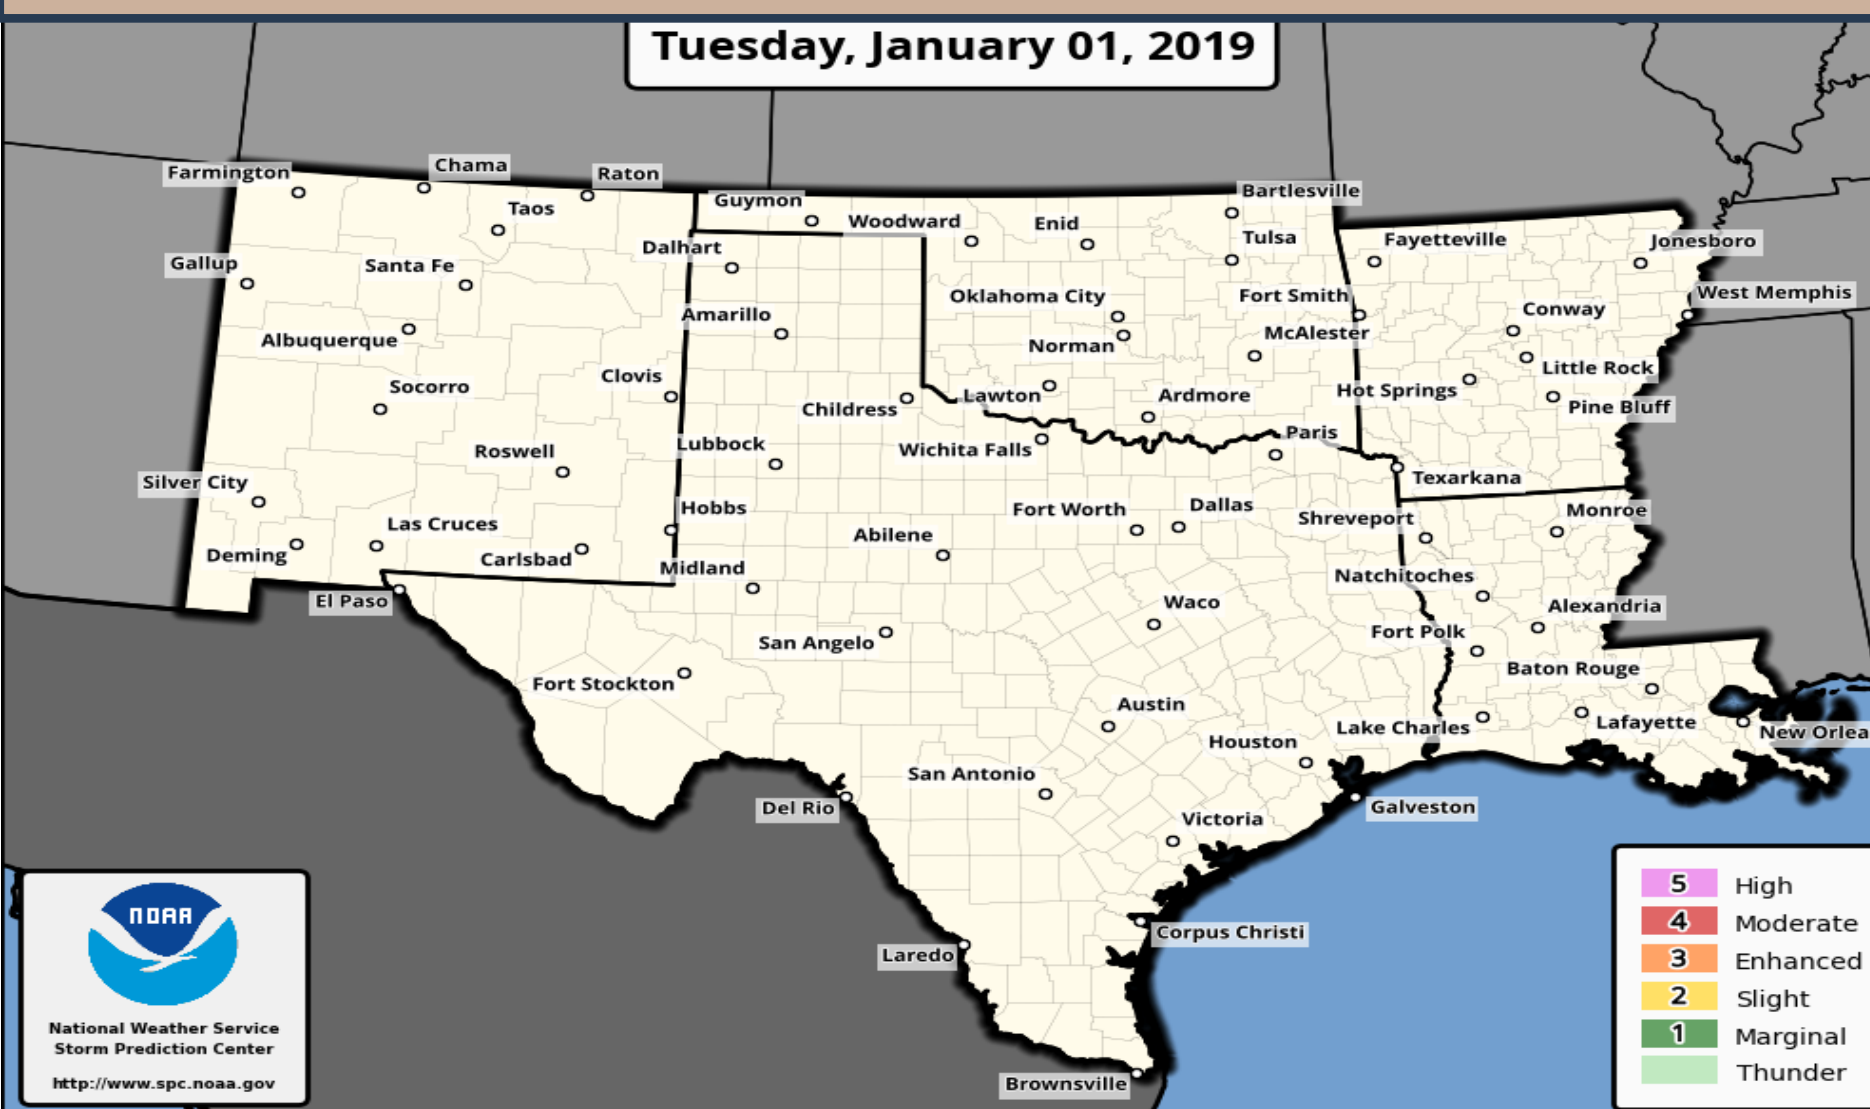 Tuesday, January 01, 2019
Chama
Farmington
Raton
Taos
Guymon
Woodward
Enid
Bartlesville
Tulsa
Fayetteville
Jonesboro
Dalhart
Gallup
Santa Fe
Oklahoma City
Fort Smith
West Memphis
Conway
Amarillo
Albuquerque
Norman
McAlester
Little Rock
Socorro
Clovis
Childress
Lawton
Ardmore
Hot Springs
Pine Bluff
Roswell
Lubbock
Wichita Falls
Paris
Texarkana
Silver City
Las Cruces
Hobbs
Fort Worth
Dallas
Shreveport
Monroe
Deming
Carlsbad
Midland
Abilene
Natchitoches
El Paso
Waco
Alexandria
San Angelo
Fort Polk
Fort Stockton
Baton Rouge
Austin
Lake Charles
Lafayette
New Orlea
Houston
San Antonio
Del Rio
Victoria
Galveston
Corpus Christi
Laredo
Brownsville
NOAA
National Weather Service
Storm Prediction Center
http://www.spc.noaa.gov
5 High
4 Moderate
3 Enhanced
2 Slight
1 Marginal
Thunder